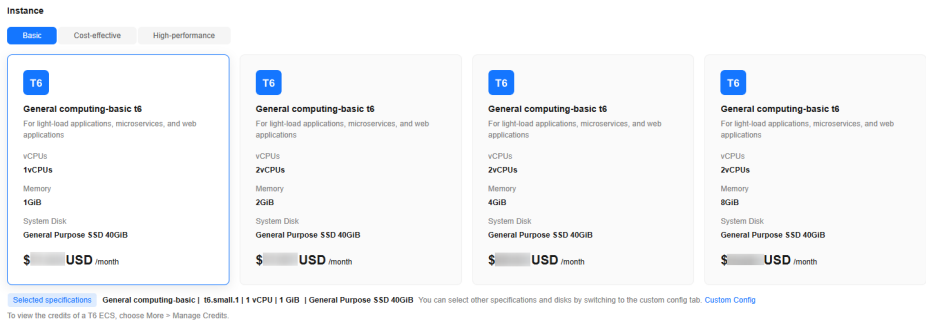 Instance
Basic Cost-effective High-performance
T6
General computing-basic t6
For light-load applications, microservices, and web
applications
vCPUs
1vCPUs
Memory
1GiB
System Disk
General Purpose SSD 40GiB
$ USD /month
T6
General computing-basic t6
For light-load applications, microservices, and web
applications
vCPUs
2vCPUs
Memory
2GiB
System Disk
General Purpose SSD 40GiB
$ USD /month
T6
General computing-basic t6
For light-load applications, microservices, and web
applications
vCPUs
2vCPUs
Memory
4GiB
System Disk
General Purpose SSD 40GiB
$ USD /month
T6
General computing-basic t6
For light-load applications, microservices, and web
applications
vCPUs
2vCPUs
Memory
8GiB
System Disk
General Purpose SSD 40GiB
$ USD /month
Selected specifications General computing-basic | t6.small.1 | 1 vCPU | 1 GiB | General Purpose SSD 40GiB You can select other specifications and disks by switching to the custom config tab. Custom Config
To view the credits of a T6 ECS, choose More > Manage Credits.